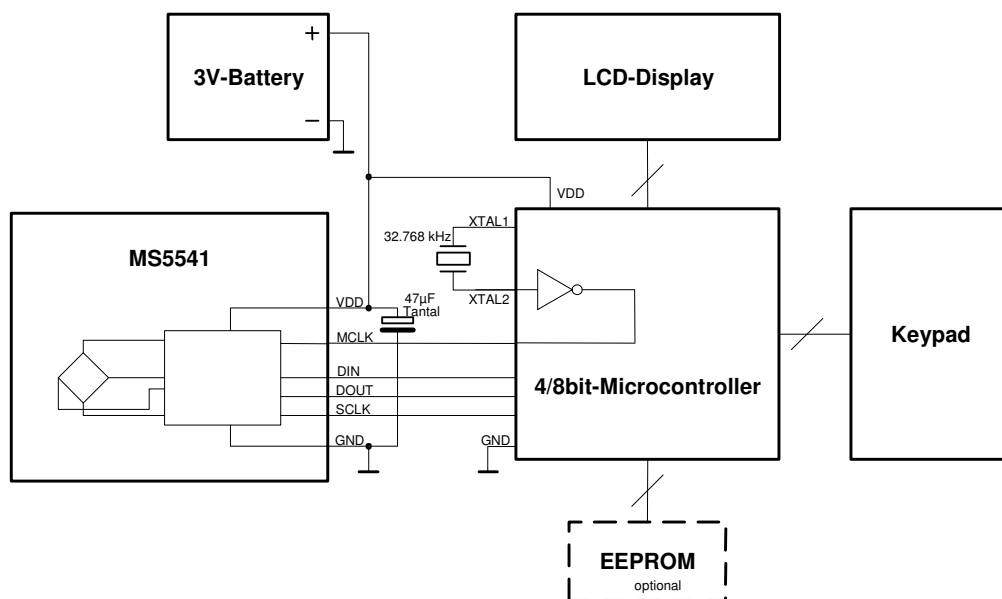 +
3V-Battery
−
LCD-Display
VDD
MS5541
XTAL1
32.768 kHz
XTAL2
VDD
47µF
Tantal
MCLK
DIN
DOUT
SCLK
GND
4/8bit-Microcontroller
GND
Keypad
EEPROM
optional